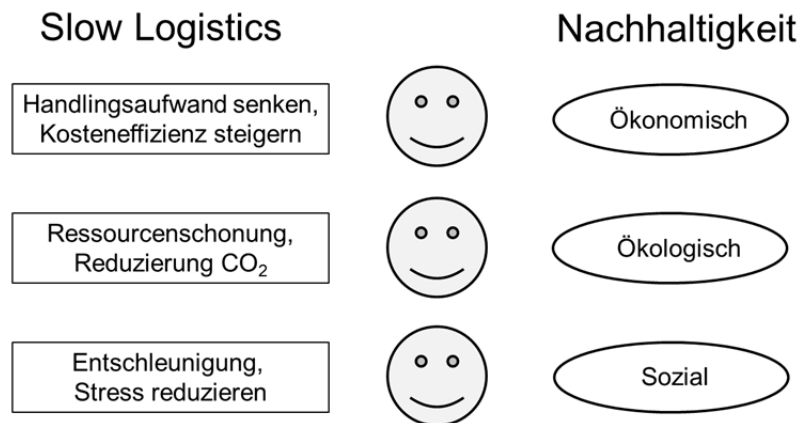 Slow Logistics
Nachhaltigkeit
Handlingsaufwand senken,
Kosteneffizienz steigern
Ökonomisch
Ressourcenschonung,
Reduzierung CO₂
Ökologisch
Entschleunigung,
Stress reduzieren
Sozial